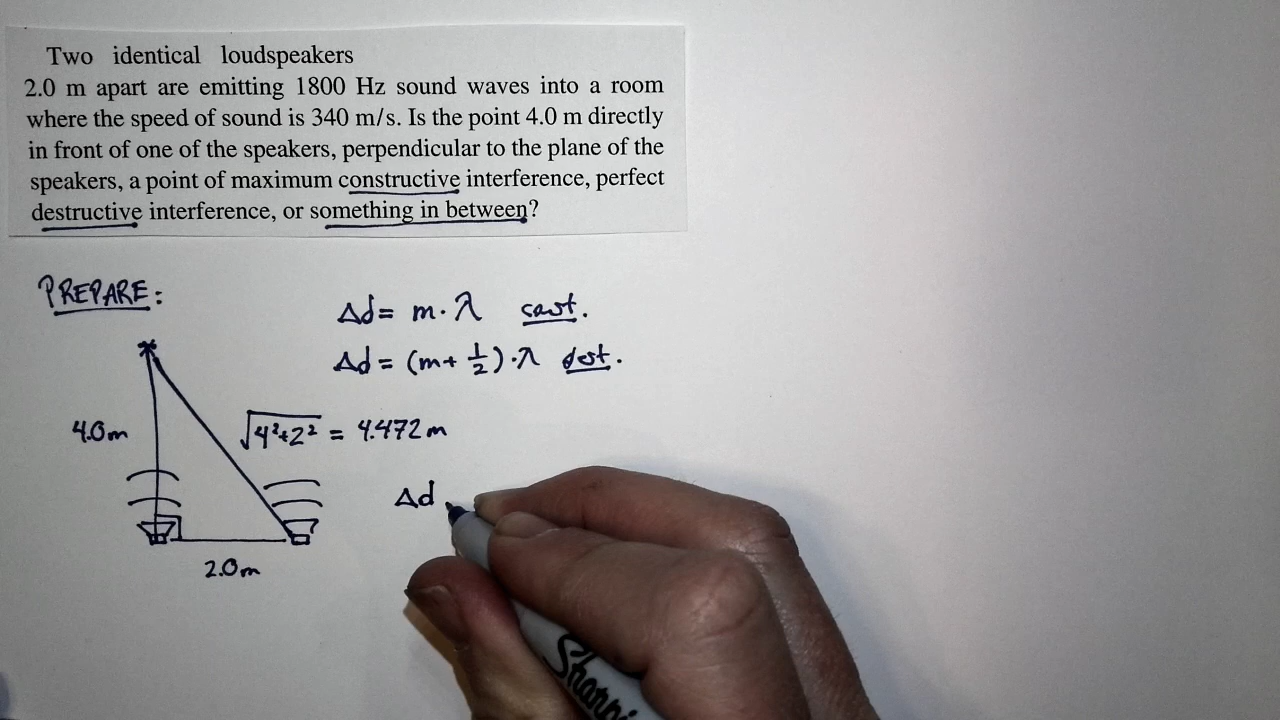 Two identical loudspeakers
2.0 m apart are emitting 1800 Hz sound waves into a room
where the speed of sound is 340 m/s. Is the point 4.0 m directly
in front of one of the speakers, perpendicular to the plane of the
speakers, a point of maximum constructive interference, perfect
destructive interference, or something in between?
PREPARE:
Δd = m·λ const.
Δd = (m + 1/2)·λ dest.
4.0m
√4²+2² = 4.472m
Δd
2.0m
Sharpi